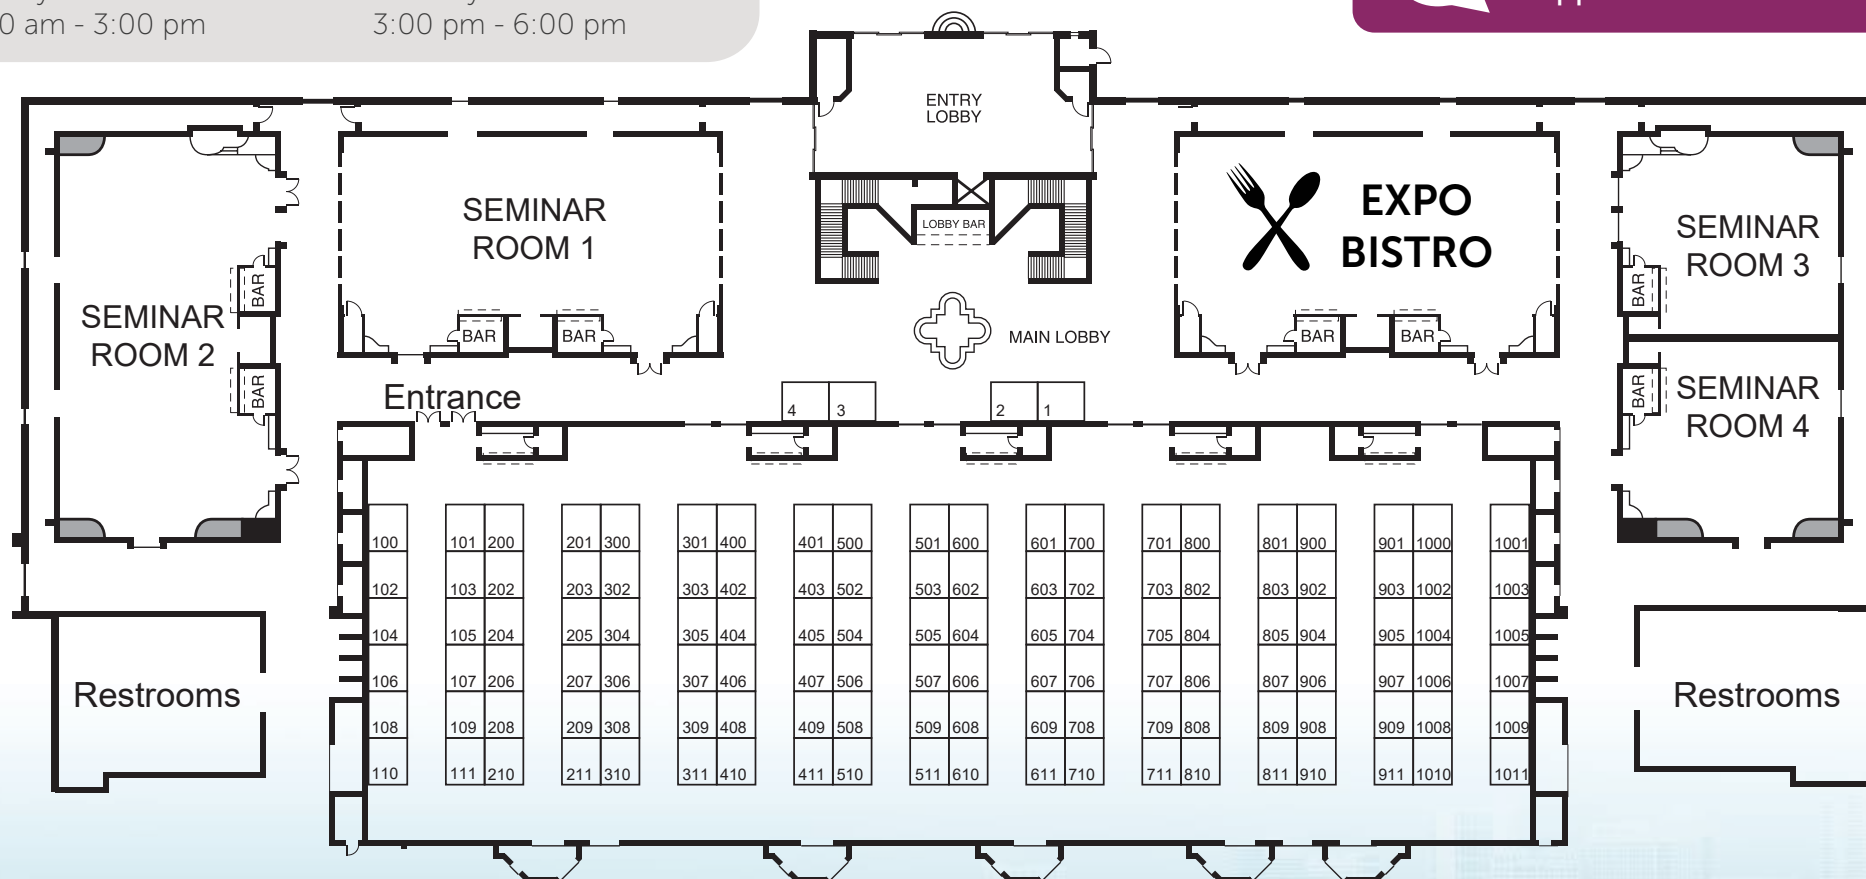 0 am - 3:00 pm
3:00 pm - 6:00 pm
ENTRY
LOBBY
LOBBY BAR
MAIN LOBBY
SEMINAR
ROOM 1
BAR
BAR
SEMINAR
ROOM 2
BAR
BAR
EXPO
BISTRO
BAR
BAR
SEMINAR
ROOM 3
BAR
SEMINAR
ROOM 4
BAR
Entrance
4 3 2 1
100 101 200 201 300 301 400 401 500 501 600 601 700 701 800 801 900 901 1000 1001
102 103 202 203 302 303 402 403 502 503 602 603 702 703 802 803 902 903 1002 1003
104 105 204 205 304 305 404 405 504 505 604 605 704 705 804 805 904 905 1004 1005
106 107 206 207 306 307 406 407 506 507 606 607 706 707 806 807 906 907 1006 1007
108 109 208 209 308 309 408 409 508 509 608 609 708 709 808 809 908 909 1008 1009
110 111 210 211 310 311 410 411 510 511 610 611 710 711 810 811 910 911 1010 1011
Restrooms
Restrooms